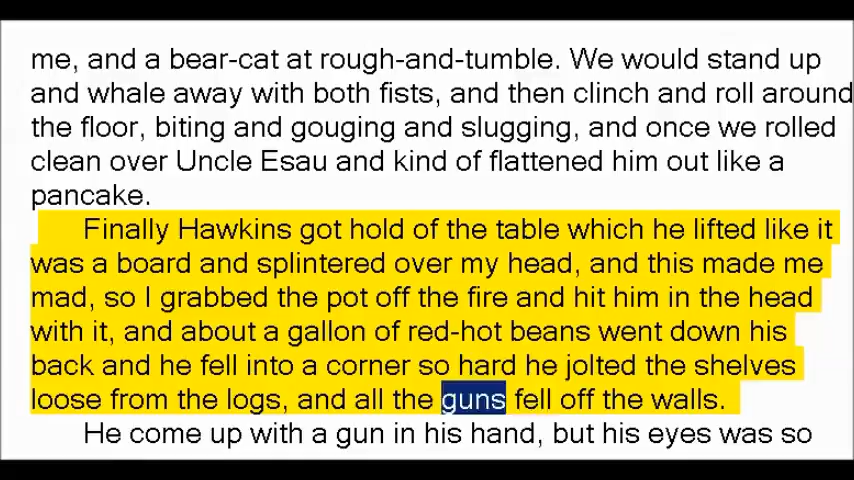 me, and a bear-cat at rough-and-tumble. We would stand up
and whale away with both fists, and then clinch and roll around
the floor, biting and gouging and slugging, and once we rolled
clean over Uncle Esau and kind of flattened him out like a
pancake.
Finally Hawkins got hold of the table which he lifted like it
was a board and splintered over my head, and this made me
mad, so I grabbed the pot off the fire and hit him in the head
with it, and about a gallon of red-hot beans went down his
back and he fell into a corner so hard he jolted the shelves
loose from the logs, and all the guns fell off the walls.
He come up with a gun in his hand, but his eyes was so